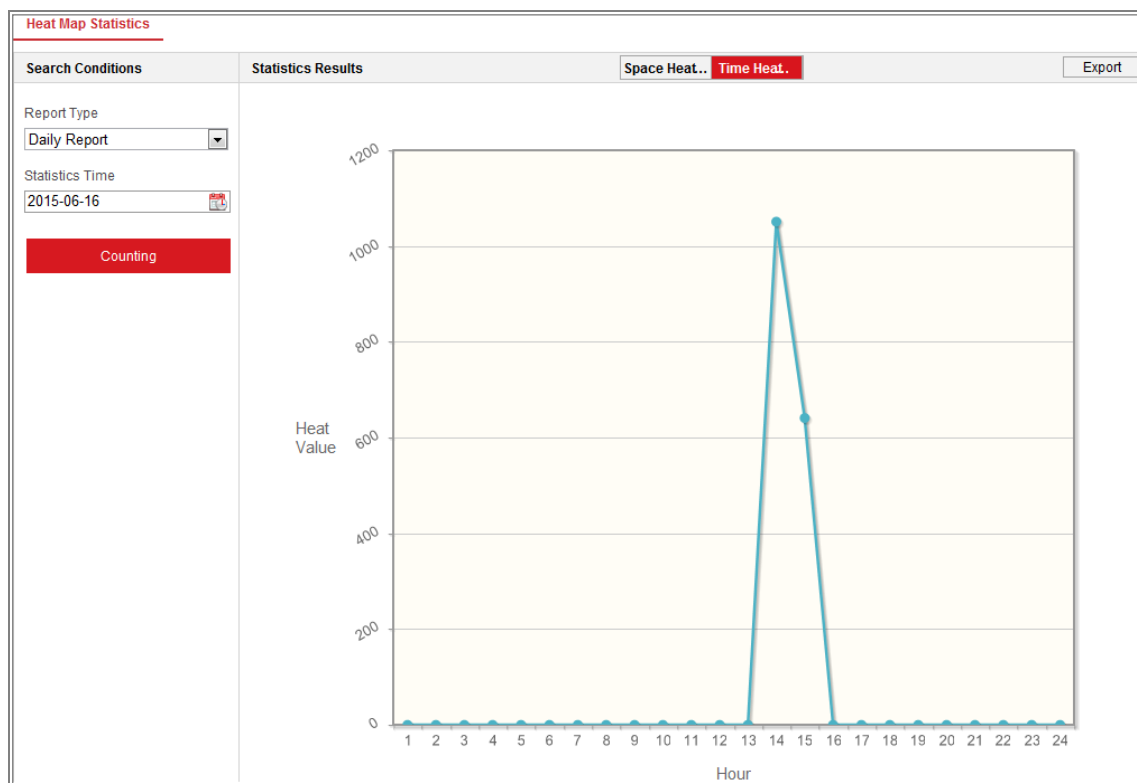 Heat Map Statistics
Search Conditions
Statistics Results
Space Heat...
Time Heat..
Export
Report Type
Daily Report
Statistics Time
2015-06-16
Counting
1200
1000
800
600
400
200
0
Heat
Value
1 2 3 4 5 6 7 8 9 10 11 12 13 14 15 16 17 18 19 20 21 22 23 24
Hour